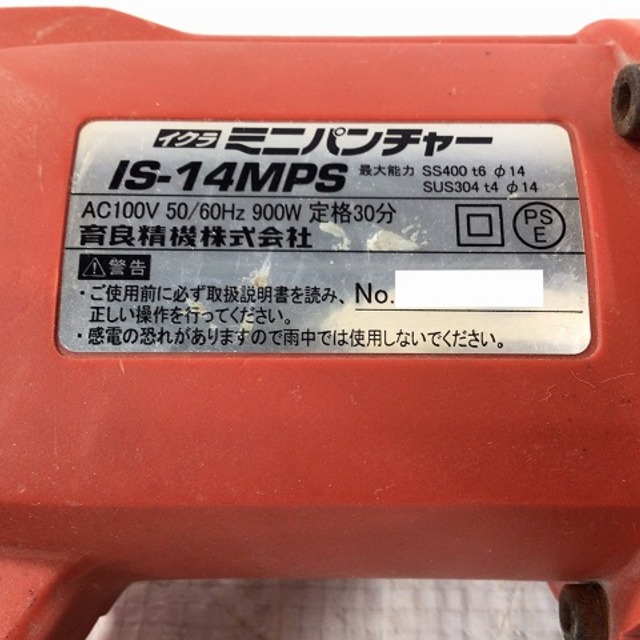 イクラ ミニパンチャー
IS-14MPS 最大能力 SS400 t6 φ14
SUS304 t4 φ14
AC100V 50/60Hz 900W 定格30分
育良精機株式会社
PS
E
警告
・ご使用前に必ず取扱説明書を読み、
正しい操作を行ってください。
No.
・感電の恐れがありますので雨中では使用しないでください。